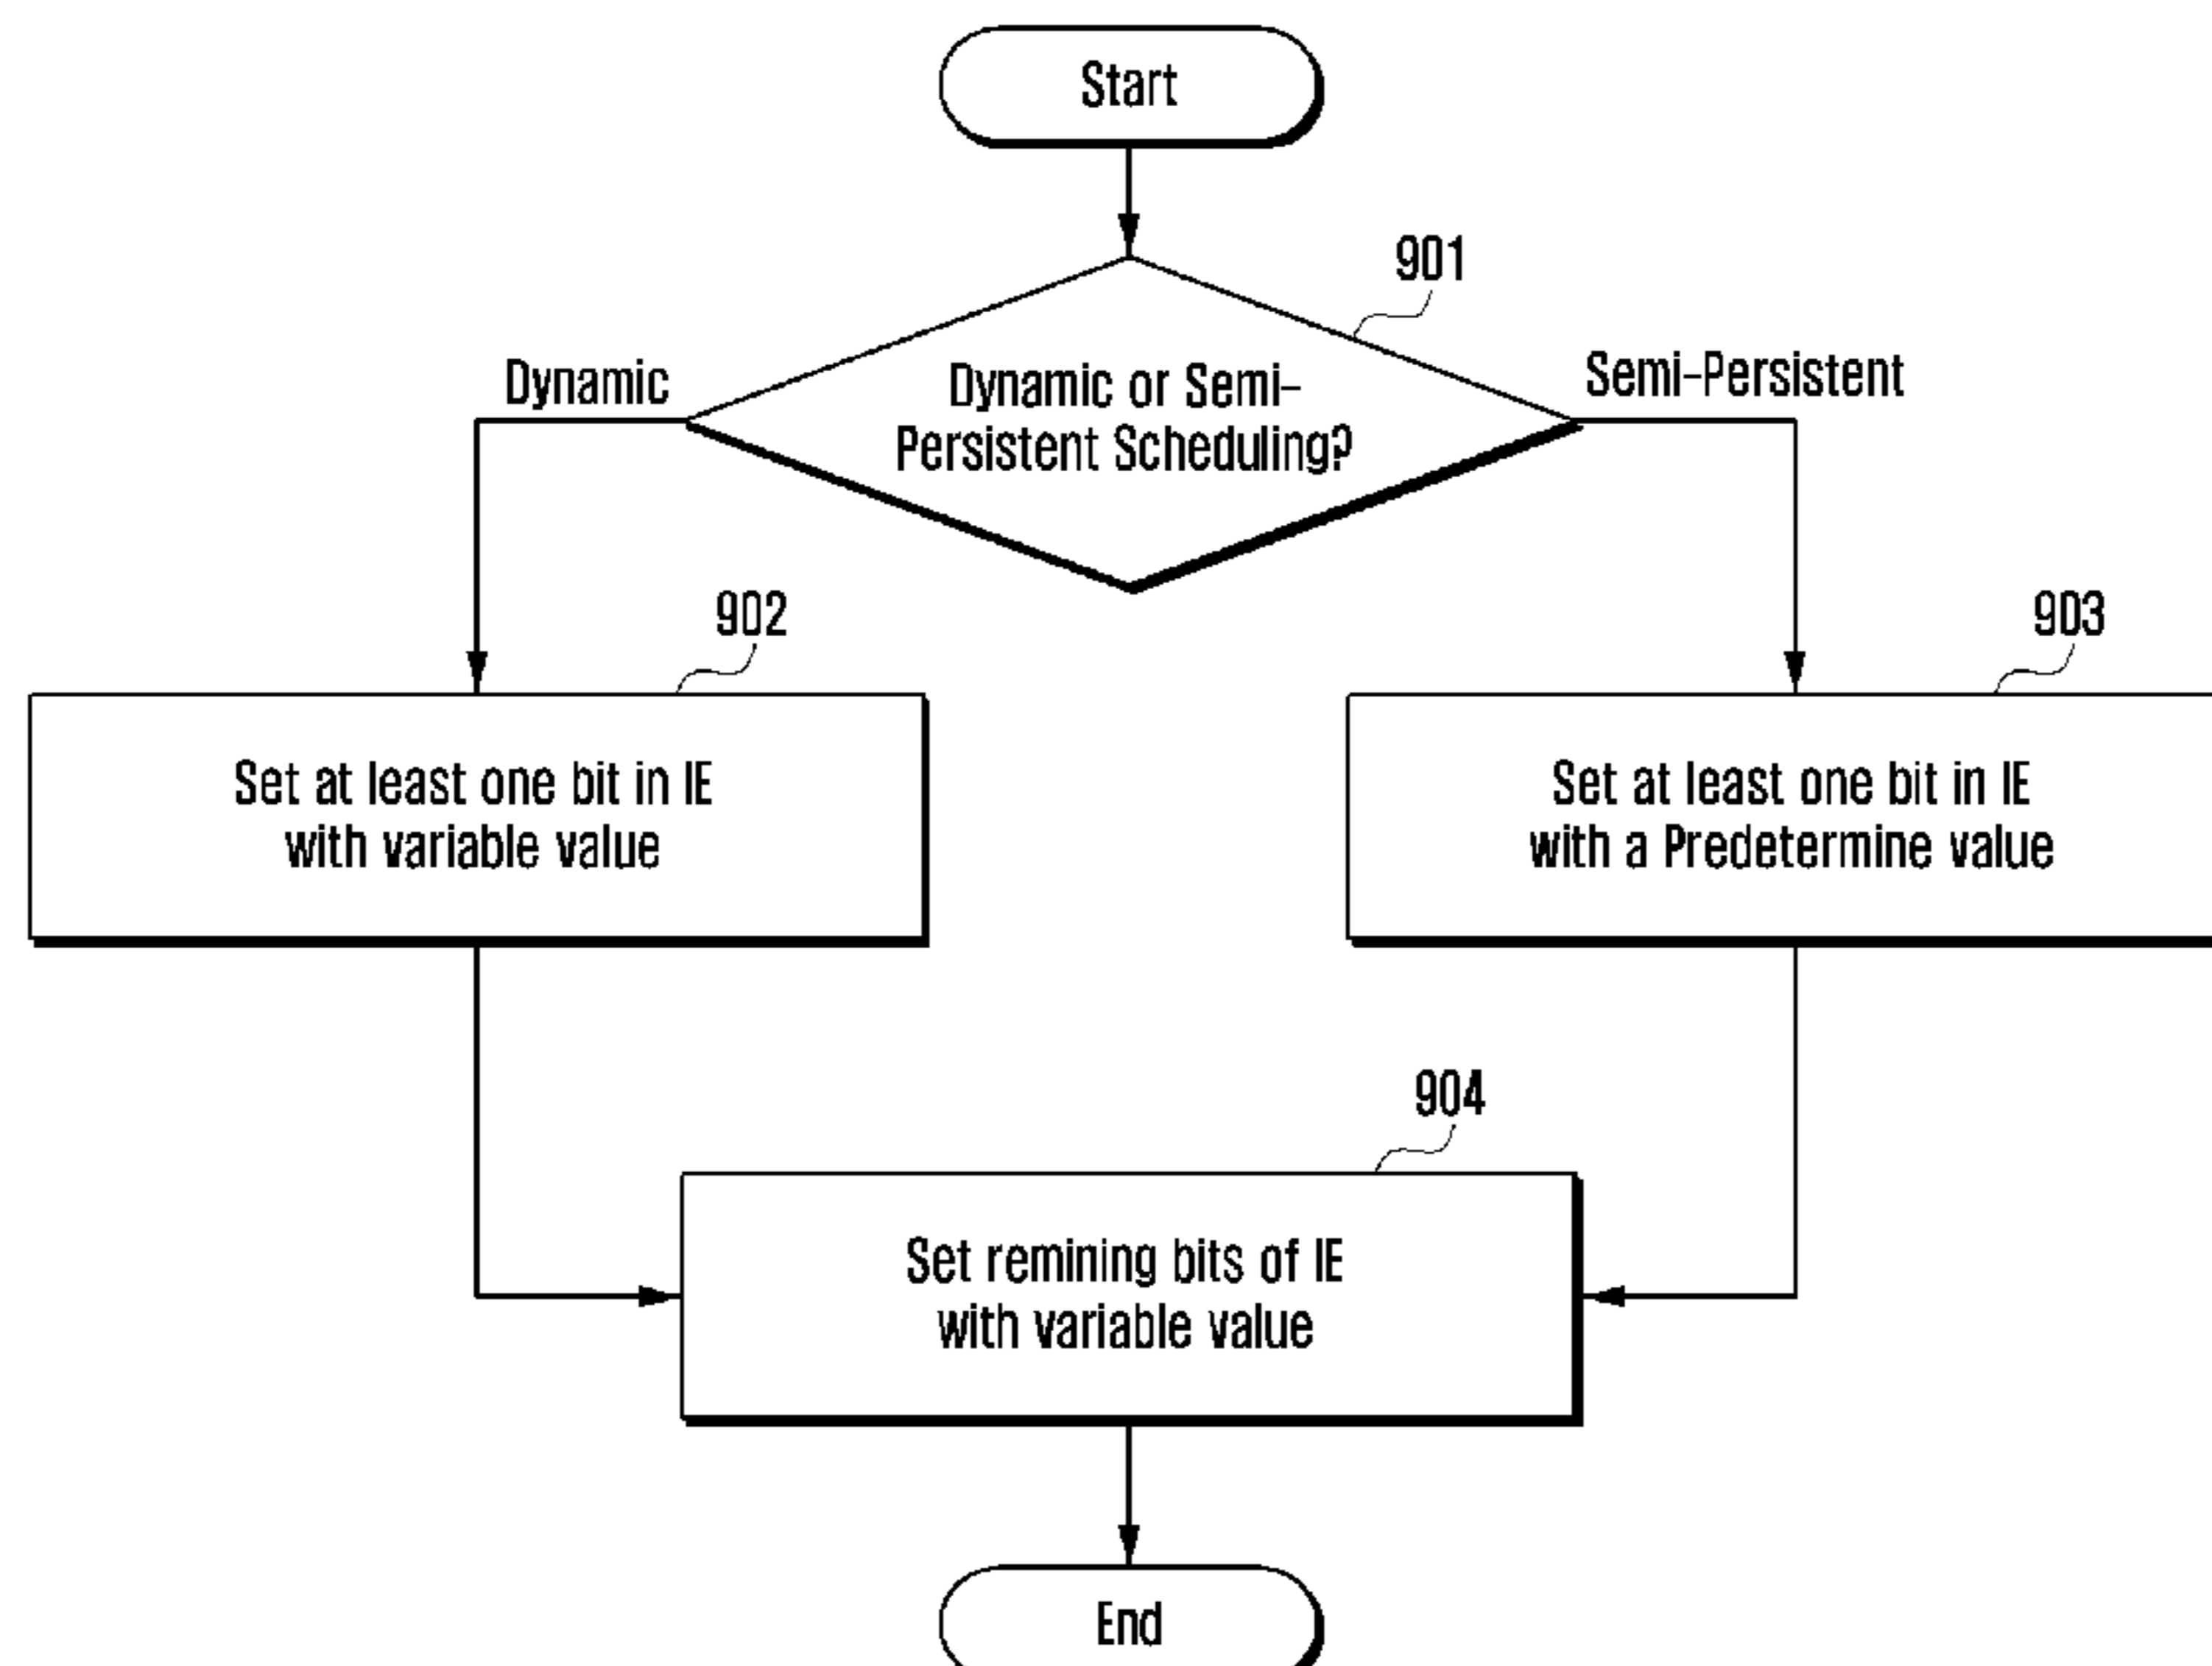 Start
901
Dynamic
Dynamic or Semi-
Persistent Scheduling?
Semi-Persistent
902
903
Set at least one bit in IE
with variable value
Set at least one bit in IE
with a Predetermine value
904
Set remining bits of IE
with variable value
End